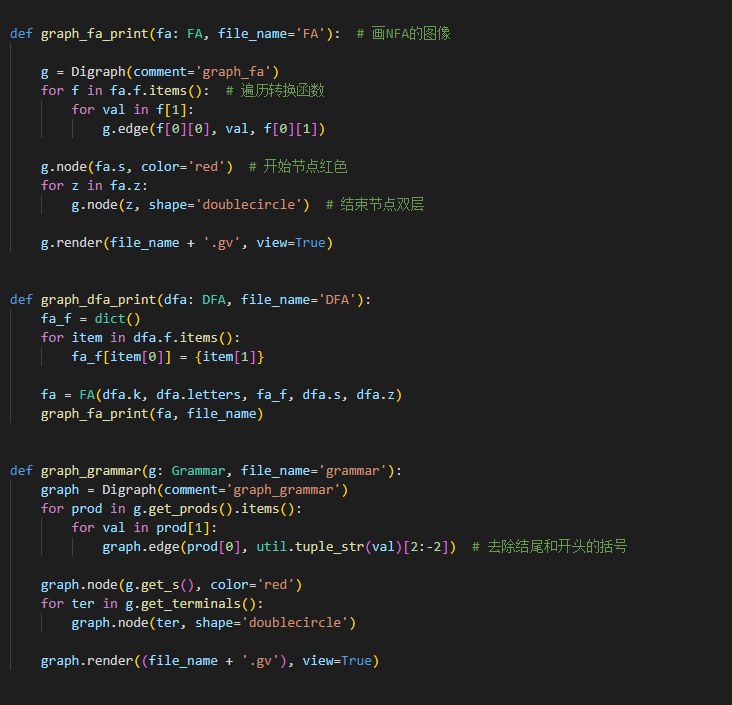 def graph_fa_print(fa: FA, file_name='FA'):  # 画NFA的图像
    g = Digraph(comment='graph_fa')
    for f in fa.f.items():  # 遍历转换函数
        for val in f[1]:
            g.edge(f[0][0], val, f[0][1])
    g.node(fa.s, color='red')  # 开始节点红色
    for z in fa.z:
        g.node(z, shape='doublecircle')  # 结束节点双层
    g.render(file_name + '.gv', view=True)
def graph_dfa_print(dfa: DFA, file_name='DFA'):
    fa_f = dict()
    for item in dfa.f.items():
        fa_f[item[0]] = {item[1]}
    fa = FA(dfa.k, dfa.letters, fa_f, dfa.s, dfa.z)
    graph_fa_print(fa, file_name)
def graph_grammar(g: Grammar, file_name='grammar'):
    graph = Digraph(comment='graph_grammar')
    for prod in g.get_prods().items():
        for val in prod[1]:
            graph.edge(prod[0], util.tuple_str(val)[2:-2])  # 去除结尾和开头的括号
    graph.node(g.get_s(), color='red')
    for ter in g.get_terminals():
        graph.node(ter, shape='doublecircle')
    graph.render((file_name + '.gv'), view=True)